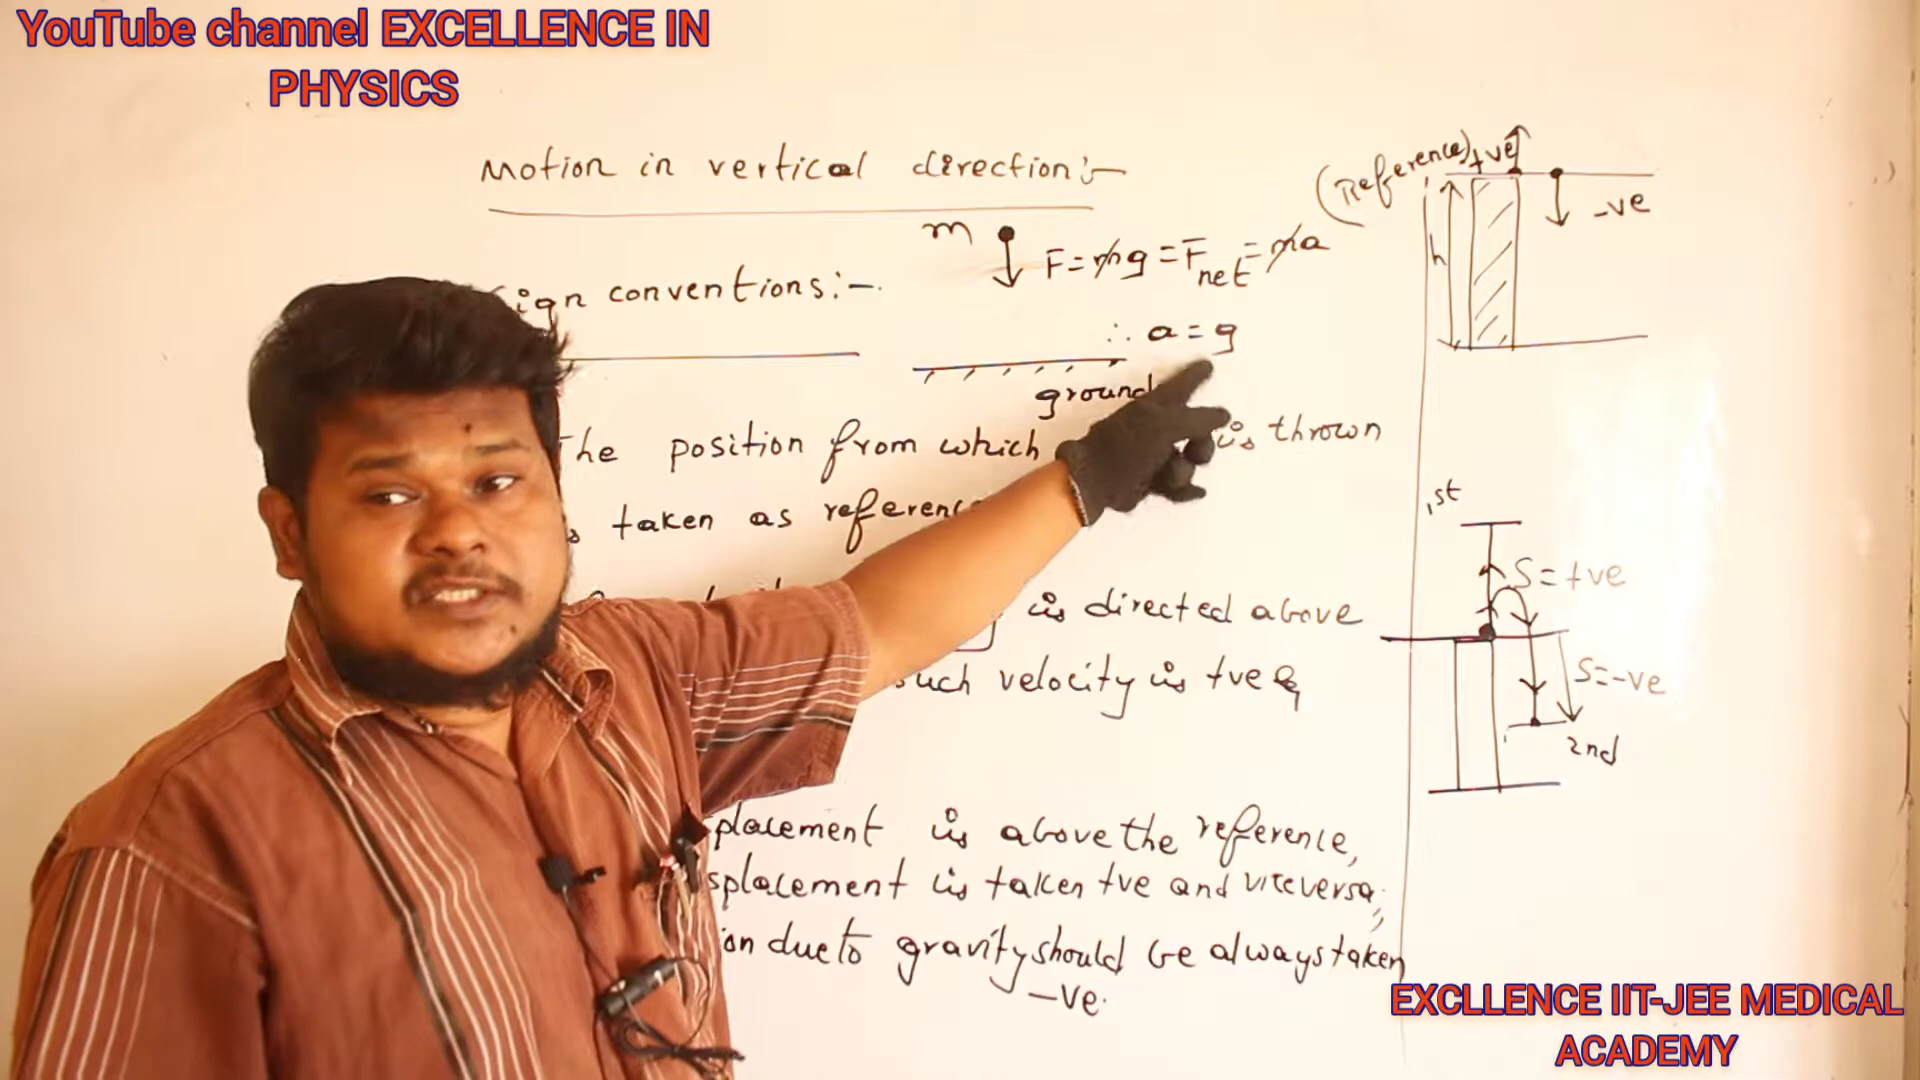 YouTube channel EXCELLENCE IN
PHYSICS
Motion in vertical direction:-
m
F=mg=Fnet=ma
∴ a=g
sign conventions:-
ground
The position from which is thrown
taken as
is directed above
such velocity is +ve &
placement is above the reference,
splacement is taken +ve and viceversa,
ion due to gravity should be always taken
-ve.
(Reference) +ve
-ve
h
1st
S=+ve
S=-ve
2nd
EXCLLENCE IIT-JEE MEDICAL
ACADEMY